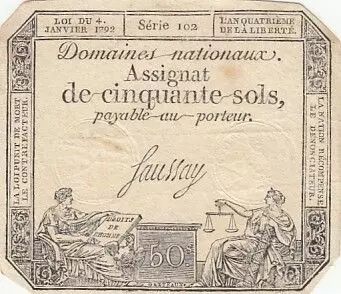 LOI DU 4.
JANVIER 1792
Série 102
L'AN QUATRIÈME
DE LA LIBERTÉ.
Domaines nationaux.
Assignat
de cinquante sols,
payable au porteur.
LA LOI PUNIT DE MORT
LE CONTREFACTEUR.
LA NATION RÉCOMPENSE
LE DÉNONCIATEUR.
Saussay
DROITS
DE
L'HOMME
50